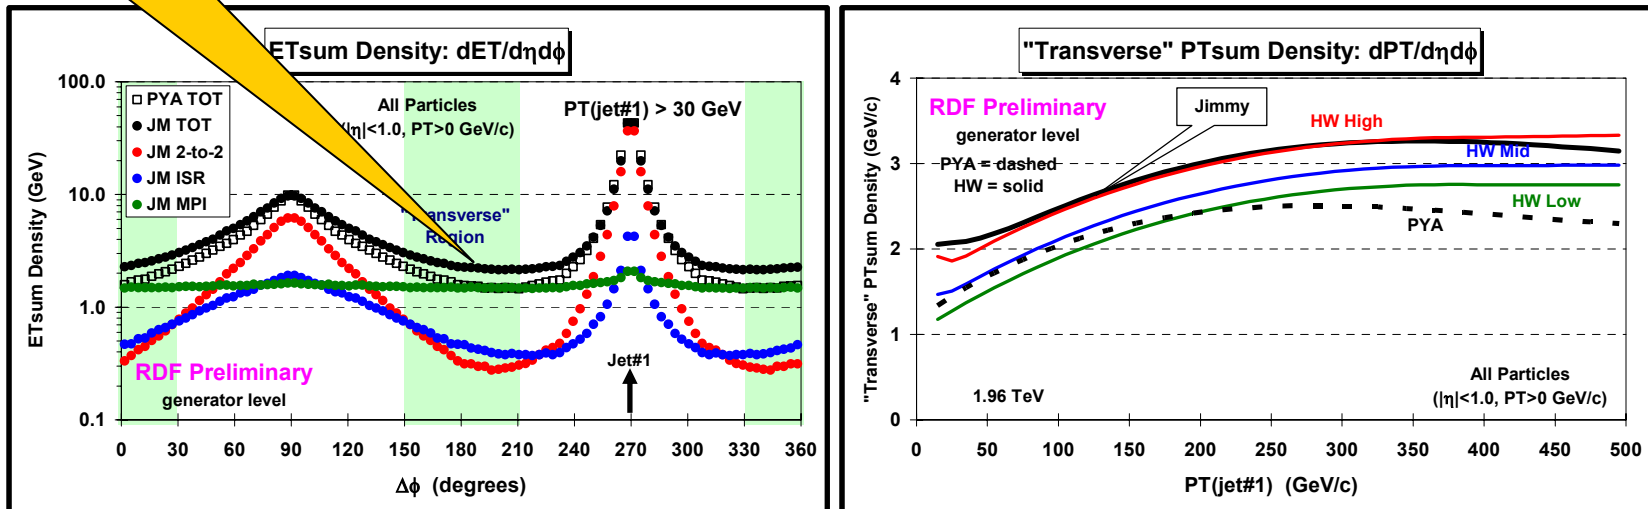 ETsum Density: dET/dηdϕ
100.0
10.0
1.0
0.1
ETsum Density (GeV)
PYA TOT
JM TOT
JM 2-to-2
JM ISR
JM MPI
All Particles
(|η|<1.0, PT>0 GeV/c)
PT(jet#1) > 30 GeV
"Transverse"
Region
Jet#1
RDF Preliminary
generator level
0 30 60 90 120 150 180 210 240 270 300 330 360
Δϕ (degrees)
"Transverse" PTsum Density: dPT/dηdϕ
4
3
2
1
0
"Transverse" PTsum Density (GeV/c)
RDF Preliminary
generator level
PYA = dashed
HW = solid
Jimmy
HW High
HW Mid
HW Low
PYA
1.96 TeV
All Particles
(|η|<1.0, PT>0 GeV/c)
0 50 100 150 200 250 300 350 400 450 500
PT(jet#1) (GeV/c)